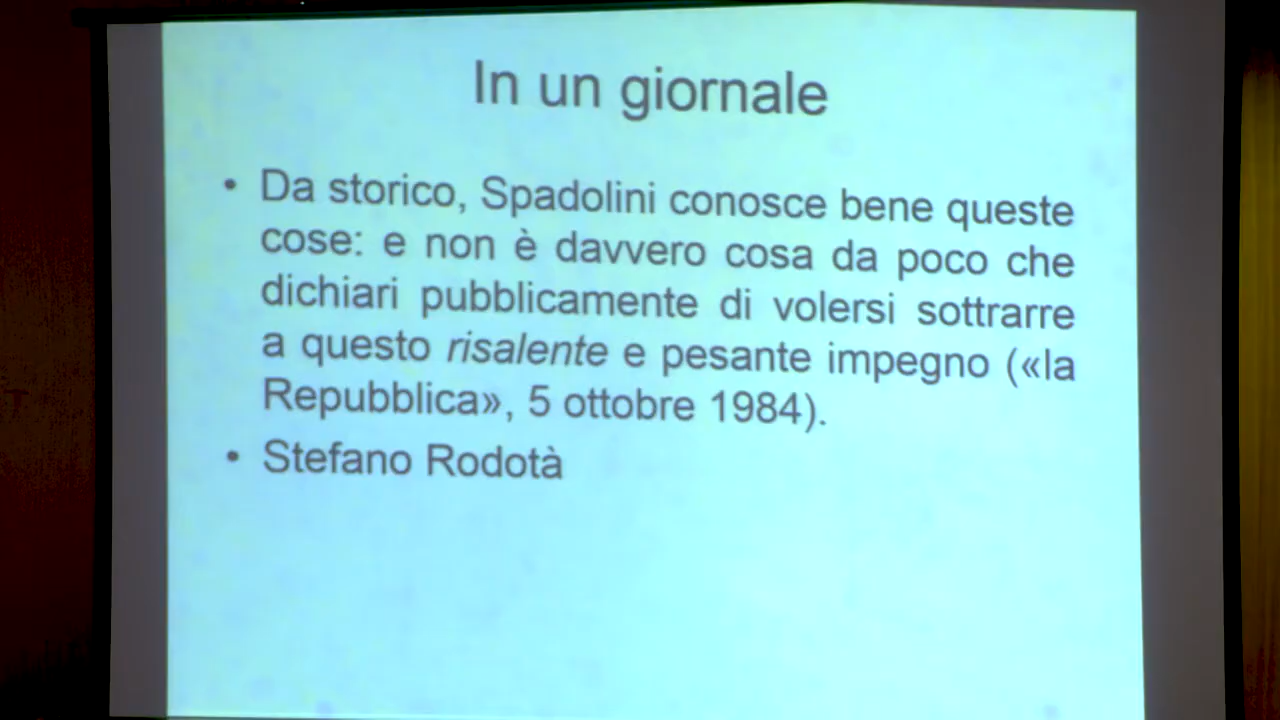 In un giornale
• Da storico, Spadolini conosce bene queste
cose: e non è davvero cosa da poco che
dichiari pubblicamente di volersi sottrarre
a questo risalente e pesante impegno («la
Repubblica», 5 ottobre 1984).
• Stefano Rodotà